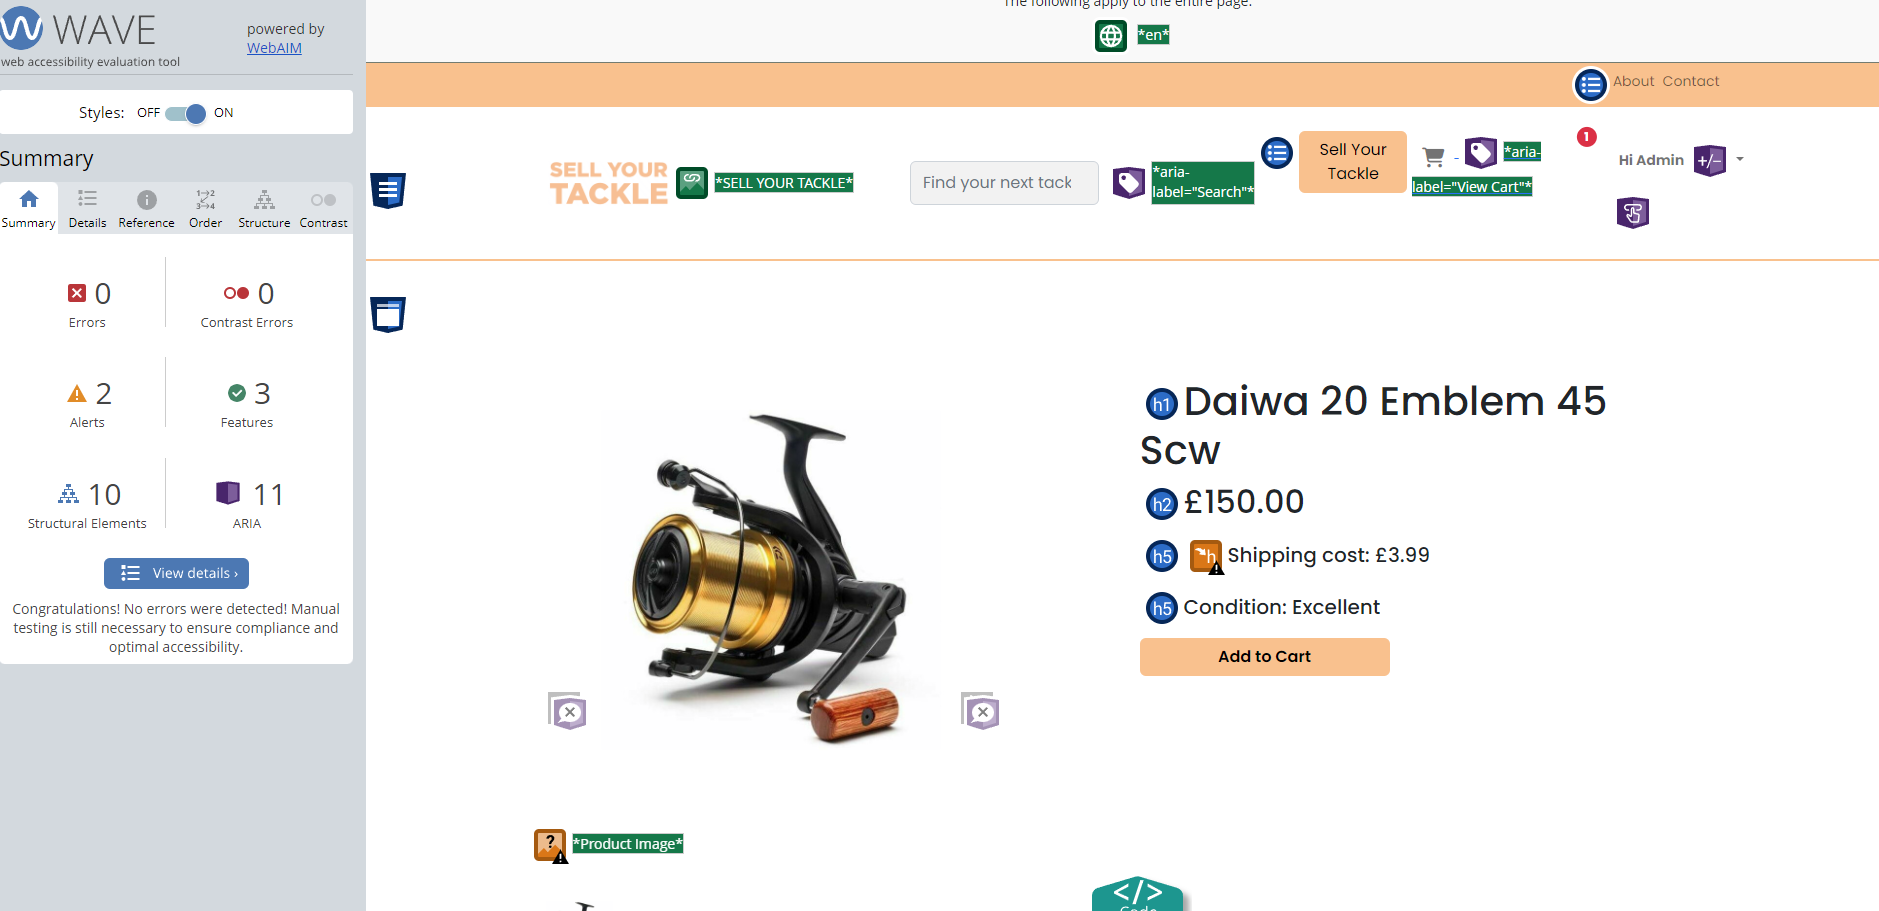 WAVE
powered by
WebAIM
web accessibility evaluation tool
Styles: OFF ON
Summary
Summary Details Reference Order Structure Contrast
0
Errors
0
Contrast Errors
2
Alerts
3
Features
10
Structural Elements
11
ARIA
View details ›
Congratulations! No errors were detected! Manual
testing is still necessary to ensure compliance and
optimal accessibility.
The following apply to the entire page:
*en*
About Contact
SELL YOUR
TACKLE
*SELL YOUR TACKLE*
Find your next tack
*aria-
label="Search"*
Sell Your
Tackle
*aria-
label="View Cart"*
1
Hi Admin
+/−
h1 Daiwa 20 Emblem 45
Scw
h2 £150.00
h5 h Shipping cost: £3.99
h5 Condition: Excellent
Add to Cart
? *Product Image*
</>
Code